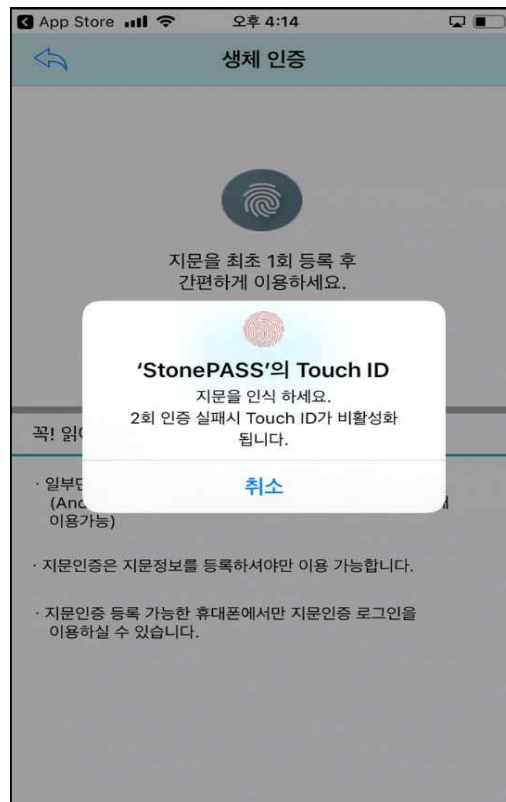 App Store 오후 4:14
생체 인증
지문을 최초 1회 등록 후
간편하게 이용하세요.
'StonePASS'의 Touch ID
지문을 인식 하세요.
2회 인증 실패시 Touch ID가 비활성화
됩니다.
취소
꼭! 읽
· 일부
(And
이용가능)
· 지문인증은 지문정보를 등록하셔야만 이용 가능합니다.
· 지문인증 등록 가능한 휴대폰에서만 지문인증 로그인을
이용하실 수 있습니다.